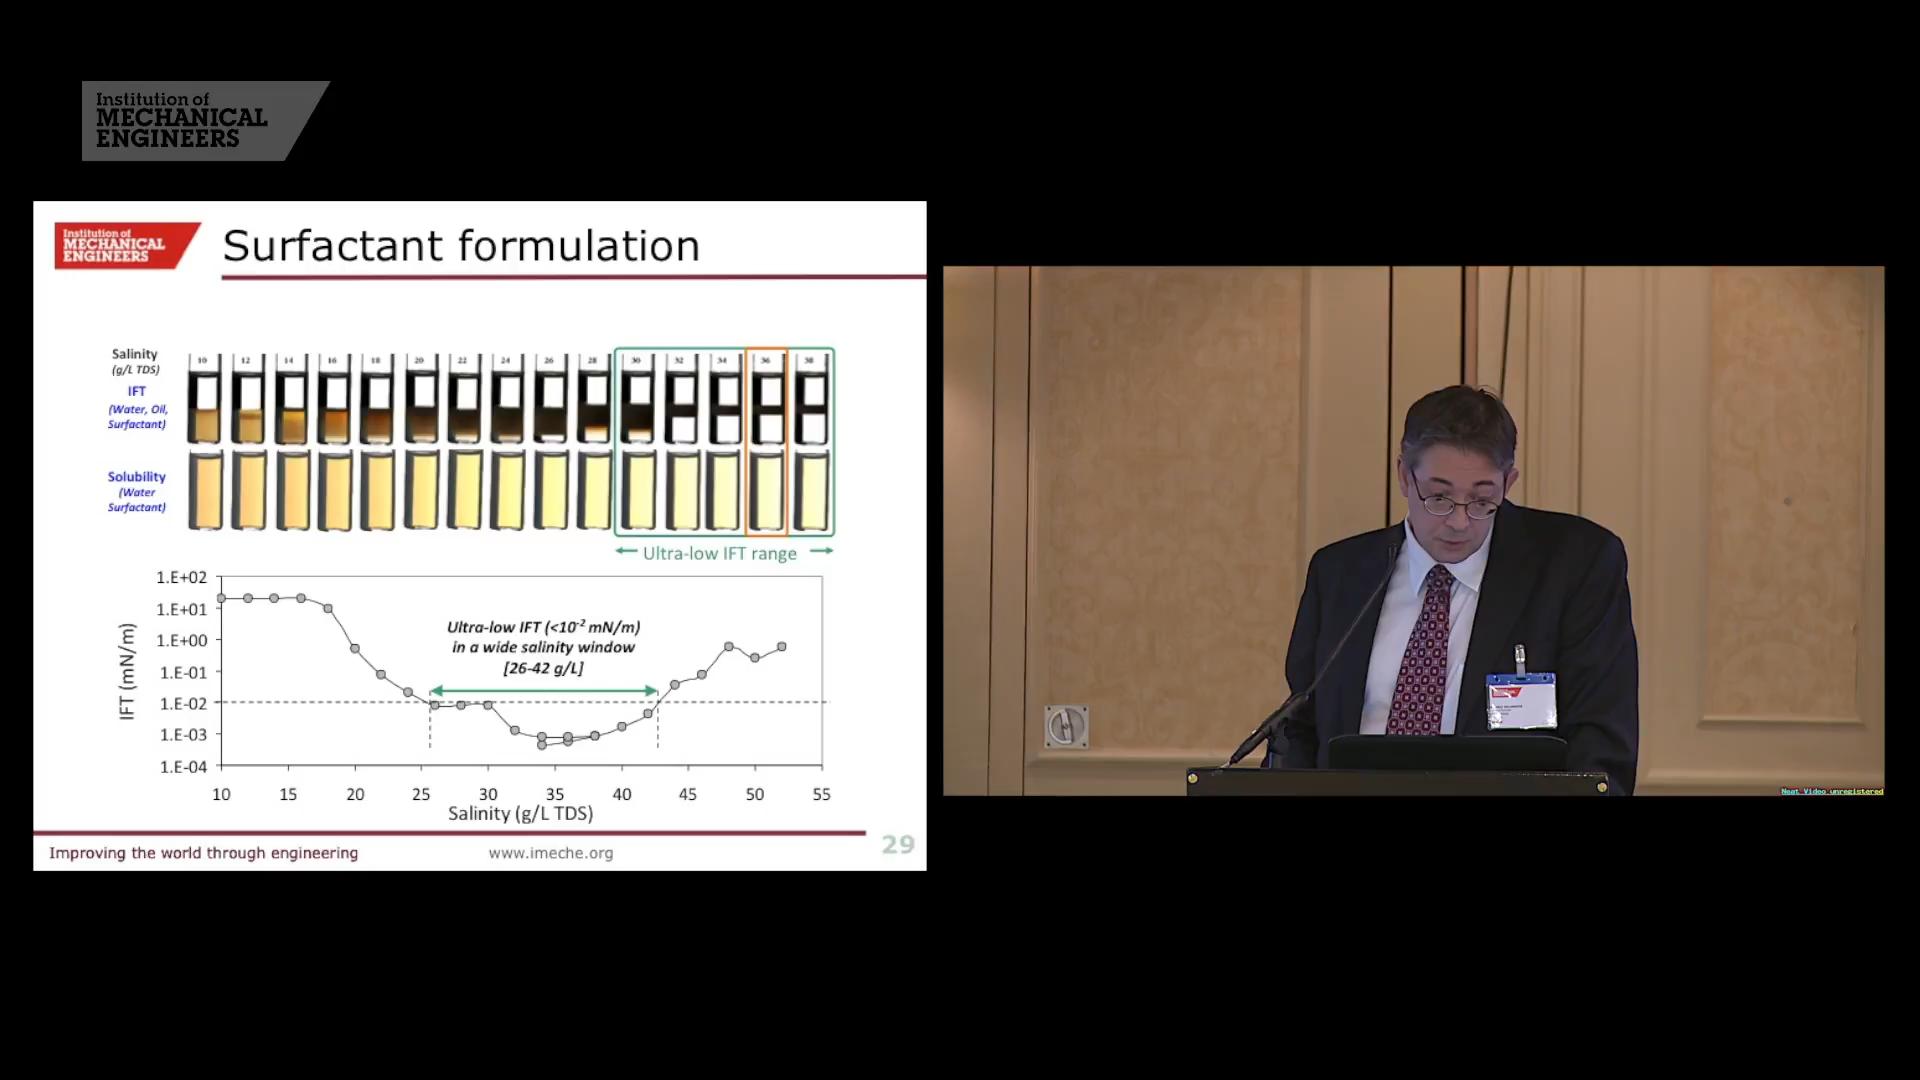 Institution of
MECHANICAL
ENGINEERS
Institution of
MECHANICAL
ENGINEERS
Surfactant formulation
Salinity
(g/L TDS)
10 12 14 16 18 20 22 24 26 28 30 32 34 36 38
IFT
(Water, Oil,
Surfactant)
Solubility
(Water
Surfactant)
Ultra-low IFT range
1.E+02
1.E+01
1.E+00
1.E-01
1.E-02
1.E-03
1.E-04
IFT (mN/m)
Ultra-low IFT (<10-2 mN/m)
in a wide salinity window
[26-42 g/L]
10 15 20 25 30 35 40 45 50 55
Salinity (g/L TDS)
Improving the world through engineering
www.imeche.org
29
Neat Video unregistered